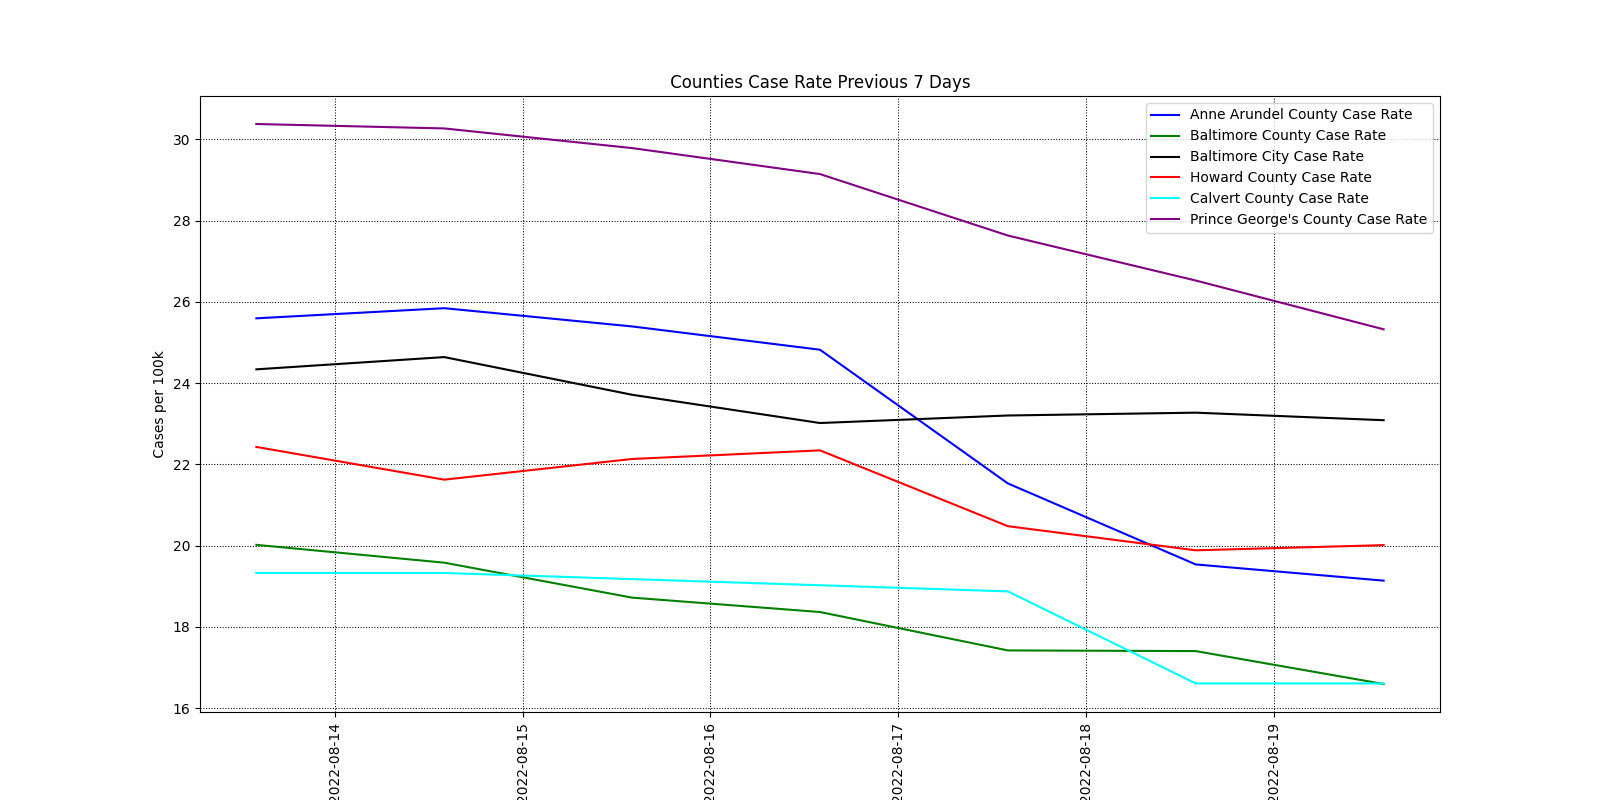 Counties Case Rate Previous 7 Days
Anne Arundel County Case Rate
Baltimore County Case Rate
Baltimore City Case Rate
Howard County Case Rate
Calvert County Case Rate
Prince George's County Case Rate
Cases per 100k
30
28
26
24
22
20
18
16
2022-08-14
2022-08-15
2022-08-16
2022-08-17
2022-08-18
2022-08-19